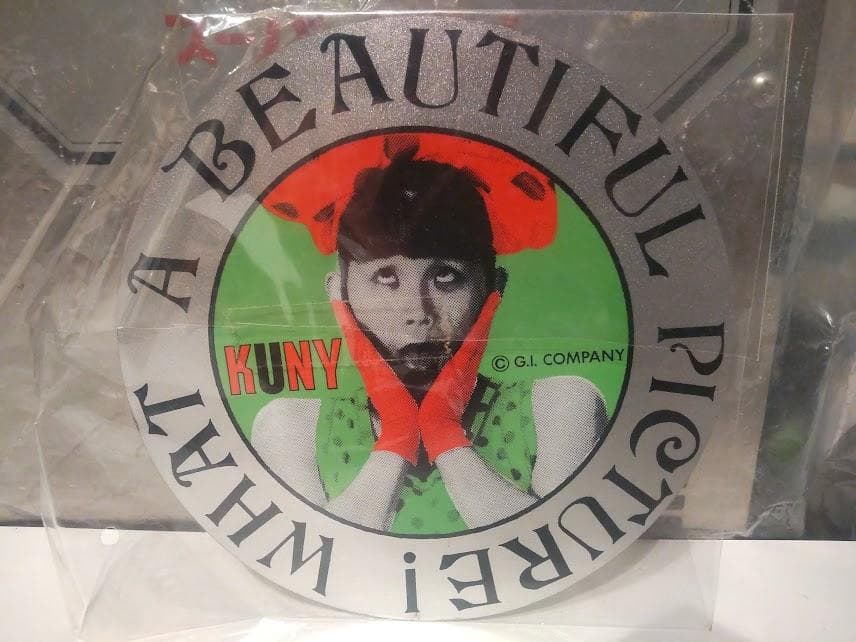 WHAT A BEAUTIFUL PICTURE!
KUNY
© G.I. COMPANY